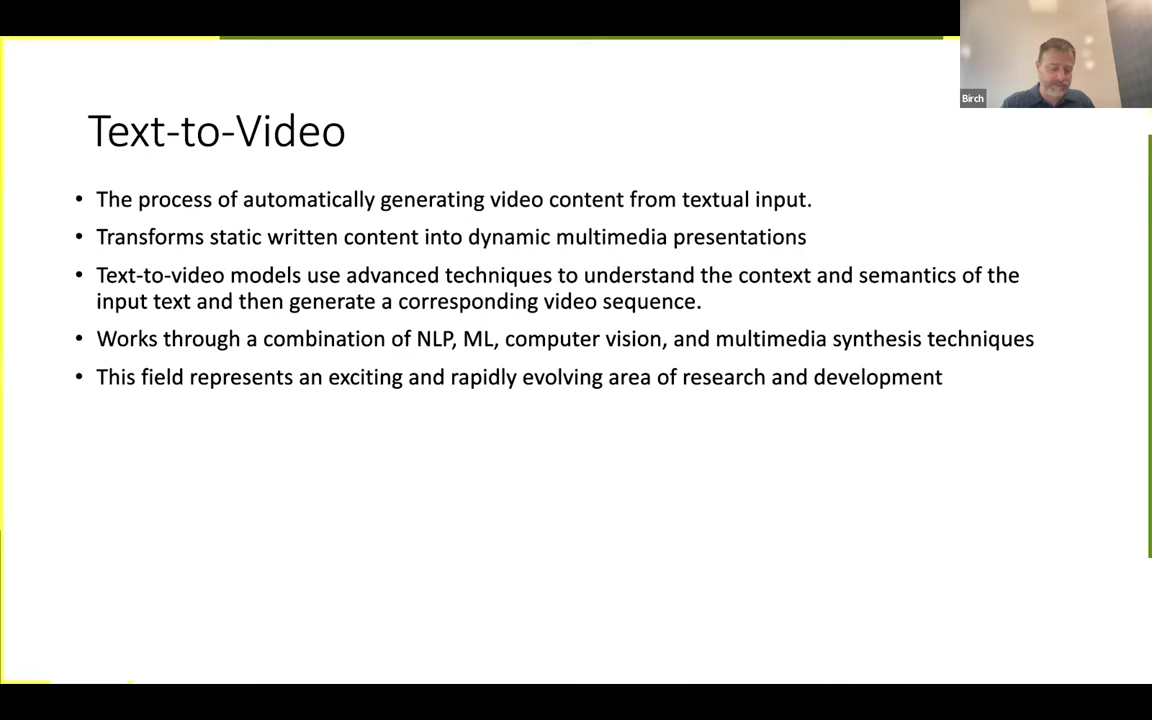 Birch
Text-to-Video
• The process of automatically generating video content from textual input.
• Transforms static written content into dynamic multimedia presentations
• Text-to-video models use advanced techniques to understand the context and semantics of the
input text and then generate a corresponding video sequence.
• Works through a combination of NLP, ML, computer vision, and multimedia synthesis techniques
• This field represents an exciting and rapidly evolving area of research and development